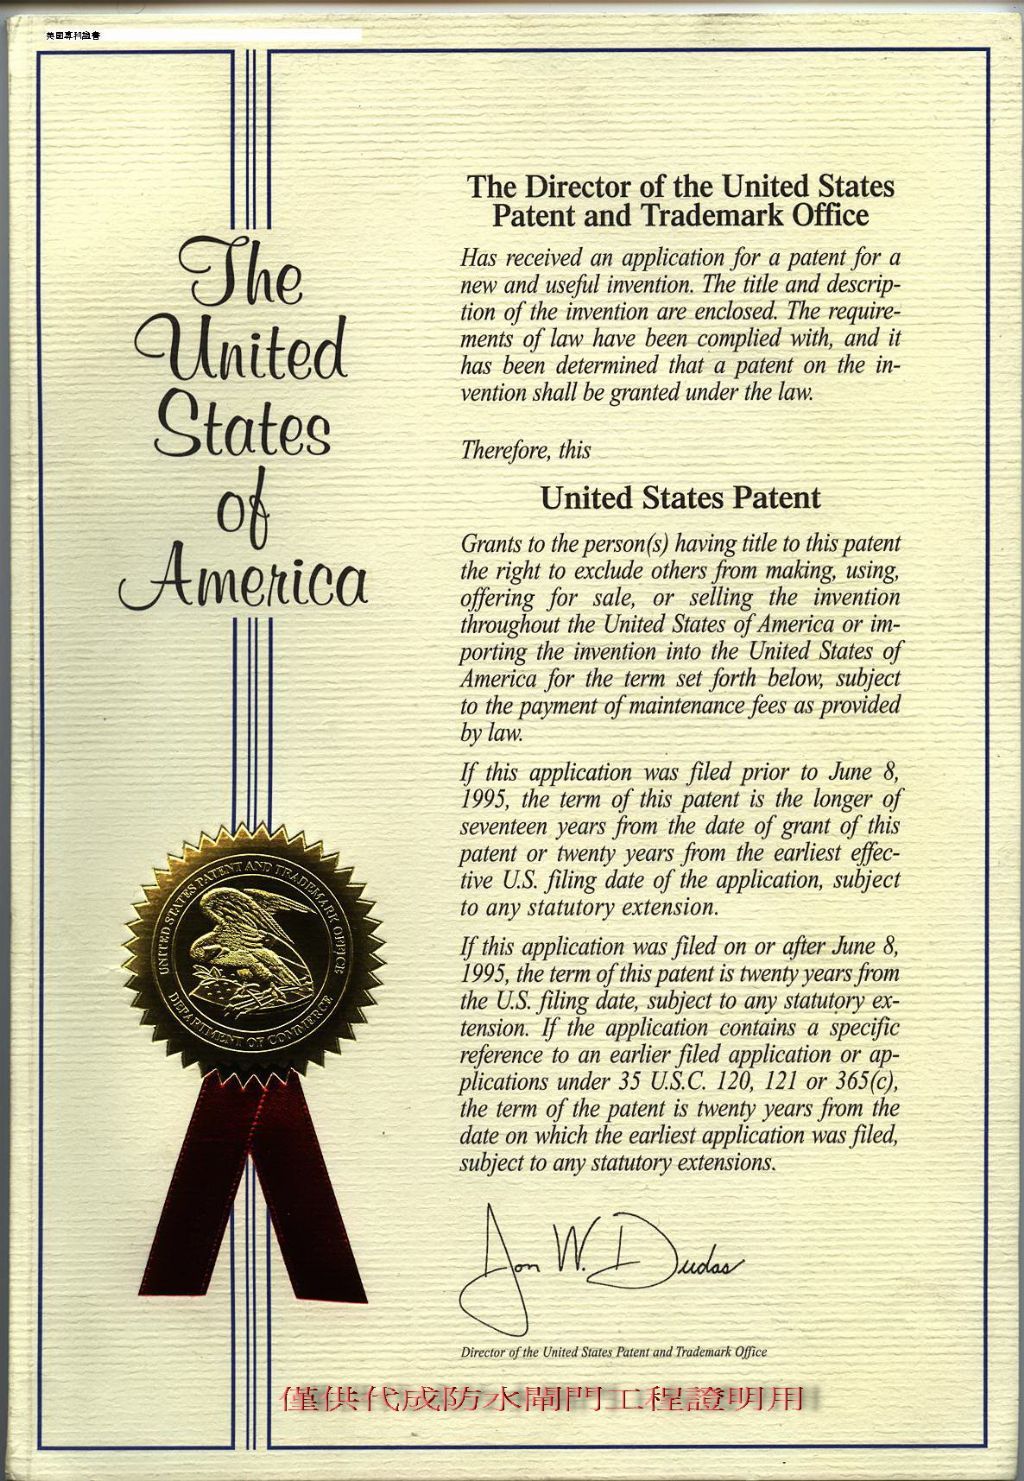 美國專利證書
The Director of the United States
Patent and Trademark Office
Has received an application for a patent for a
new and useful invention. The title and descrip-
tion of the invention are enclosed. The require-
ments of law have been complied with, and it
has been determined that a patent on the in-
vention shall be granted under the law.
Therefore, this
United States Patent
Grants to the person(s) having title to this patent
the right to exclude others from making, using,
offering for sale, or selling the invention
throughout the United States of America or im-
porting the invention into the United States of
America for the term set forth below, subject
to the payment of maintenance fees as provided
by law.
If this application was filed prior to June 8,
1995, the term of this patent is the longer of
seventeen years from the date of grant of this
patent or twenty years from the earliest effec-
tive U.S. filing date of the application, subject
to any statutory extension.
If this application was filed on or after June 8,
1995, the term of this patent is twenty years from
the U.S. filing date, subject to any statutory ex-
tension. If the application contains a specific
reference to an earlier filed application or ap-
plications under 35 U.S.C. 120, 121 or 365(c),
the term of the patent is twenty years from the
date on which the earliest application was filed,
subject to any statutory extensions.
Jon W. Dudas
Director of the United States Patent and Trademark Office
The
United
States
of
America
UNITED STATES PATENT AND TRADEMARK OFFICE
DEPARTMENT OF COMMERCE
僅供代成防水閘門工程證明用